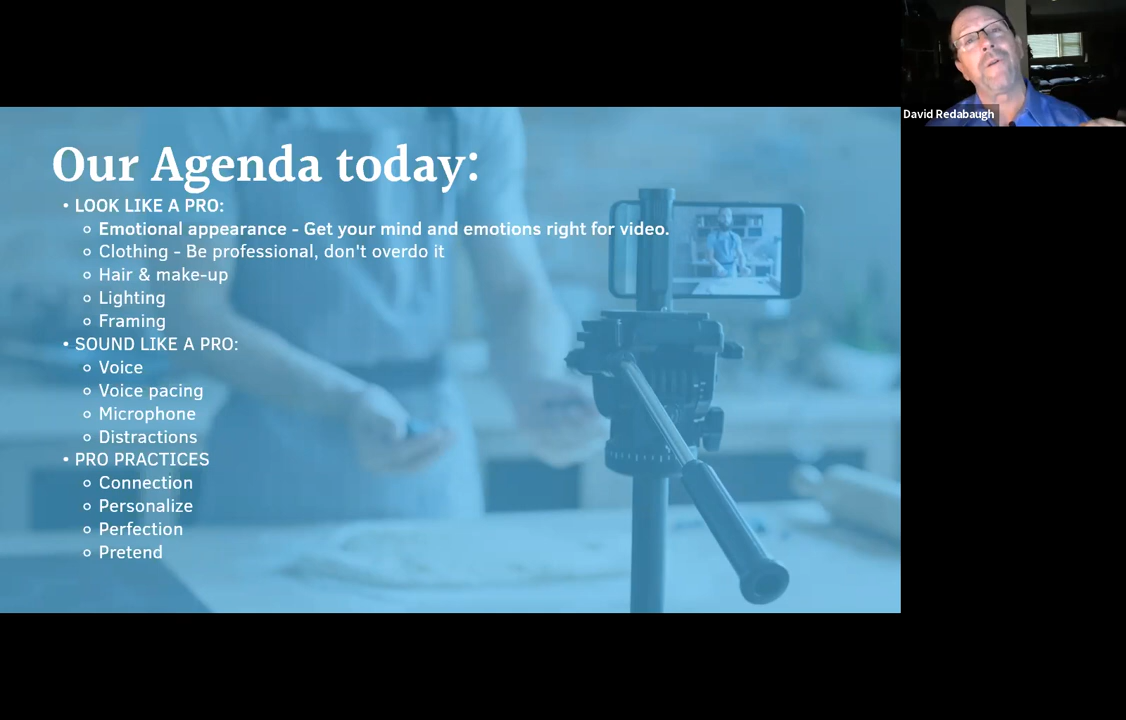 Our Agenda today:
• LOOK LIKE A PRO:
○ Emotional appearance - Get your mind and emotions right for video.
○ Clothing - Be professional, don't overdo it
○ Hair & make-up
○ Lighting
○ Framing
• SOUND LIKE A PRO:
○ Voice
○ Voice pacing
○ Microphone
○ Distractions
• PRO PRACTICES
○ Connection
○ Personalize
○ Perfection
○ Pretend
David Redabaugh